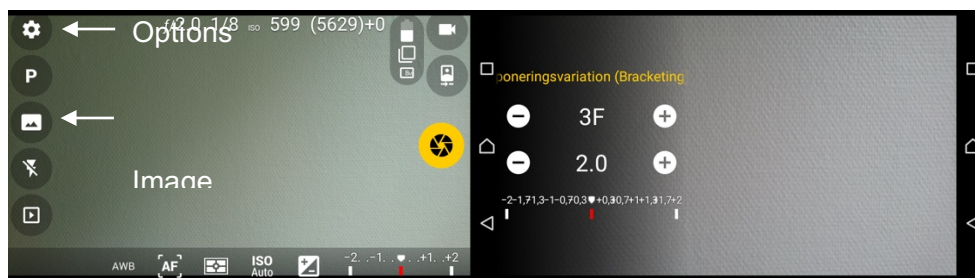 Options
f/2.0 1/8 ISO 599 (5629)+0
P
Image
AWB AF ISO Auto -2. .-1. . .+1. .+2
poneringsvariation (Bracketing
3F
2.0